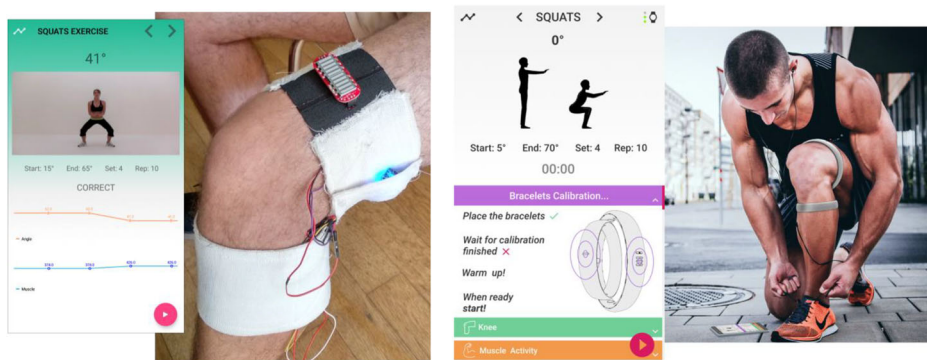 SQUATS EXERCISE
41°
Start: 15° End: 65° Set: 4 Rep: 10
CORRECT
Angle
Muscle
< SQUATS >
0°
Start: 5° End: 70° Set: 4 Rep: 10
00:00
Bracelets Calibration...
Place the bracelets ✓
Wait for calibration
finished ✕
Warm up!
When ready
start!
Knee
Muscle Activity